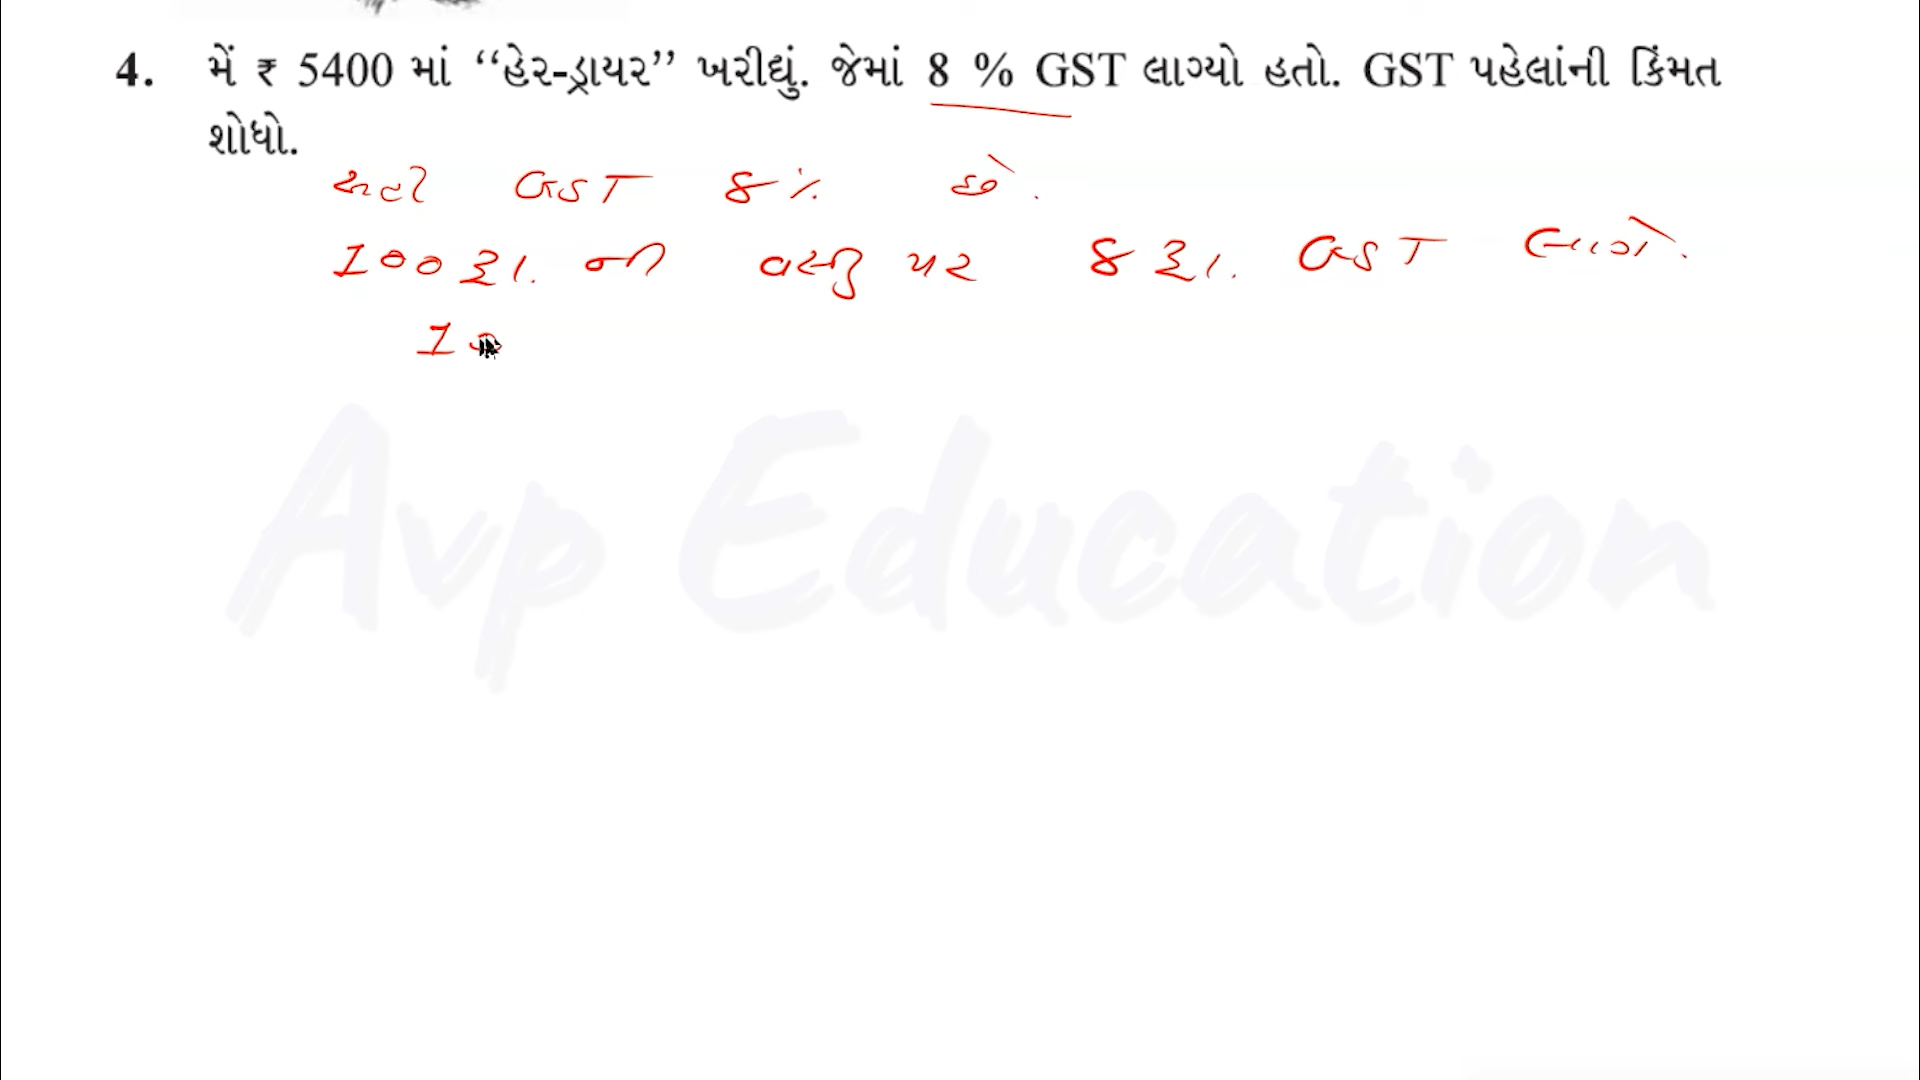 4. મેં ₹ 5400 માં “હેર-ડ્રાયર” ખરીદ્યું. જેમાં 8 % GST લાગ્યો હતો. GST પહેલાંની કિંમત
શોધો.
અહીં GST 8% છે.
100 રૂા. ની વસ્તુ પર 8 રૂા. GST લાગે.
10
Avp Education